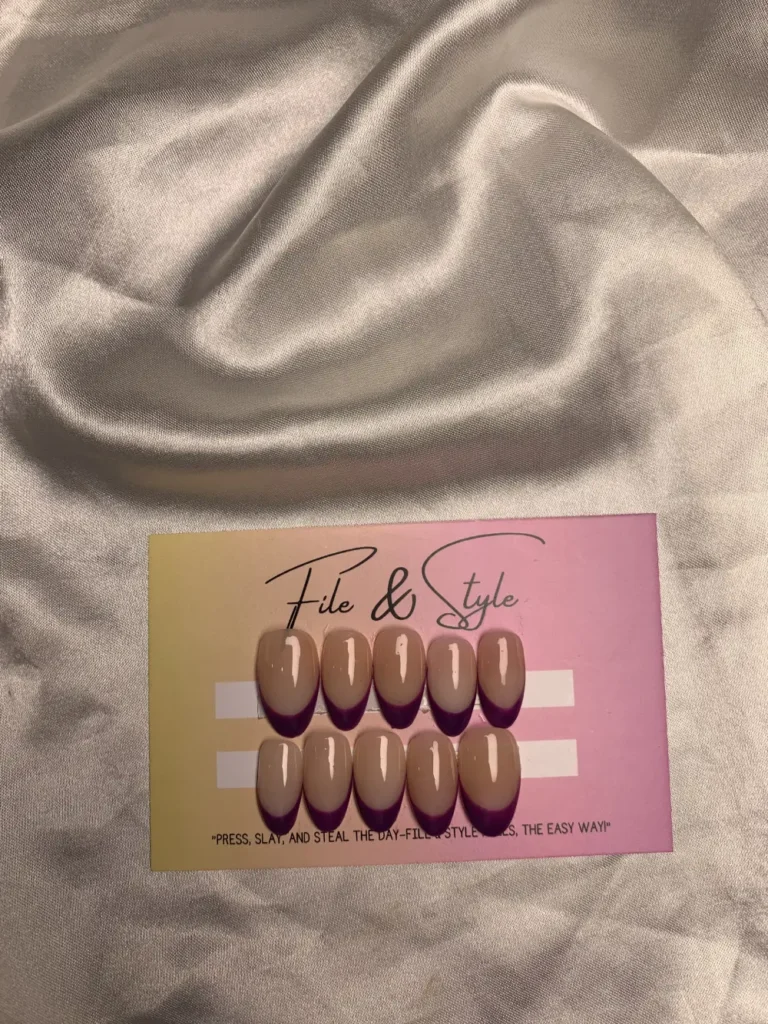 File & Style
"PRESS, SLAY, AND STEAL THE DAY-FILE & STYLE, THE EASY WAY!"